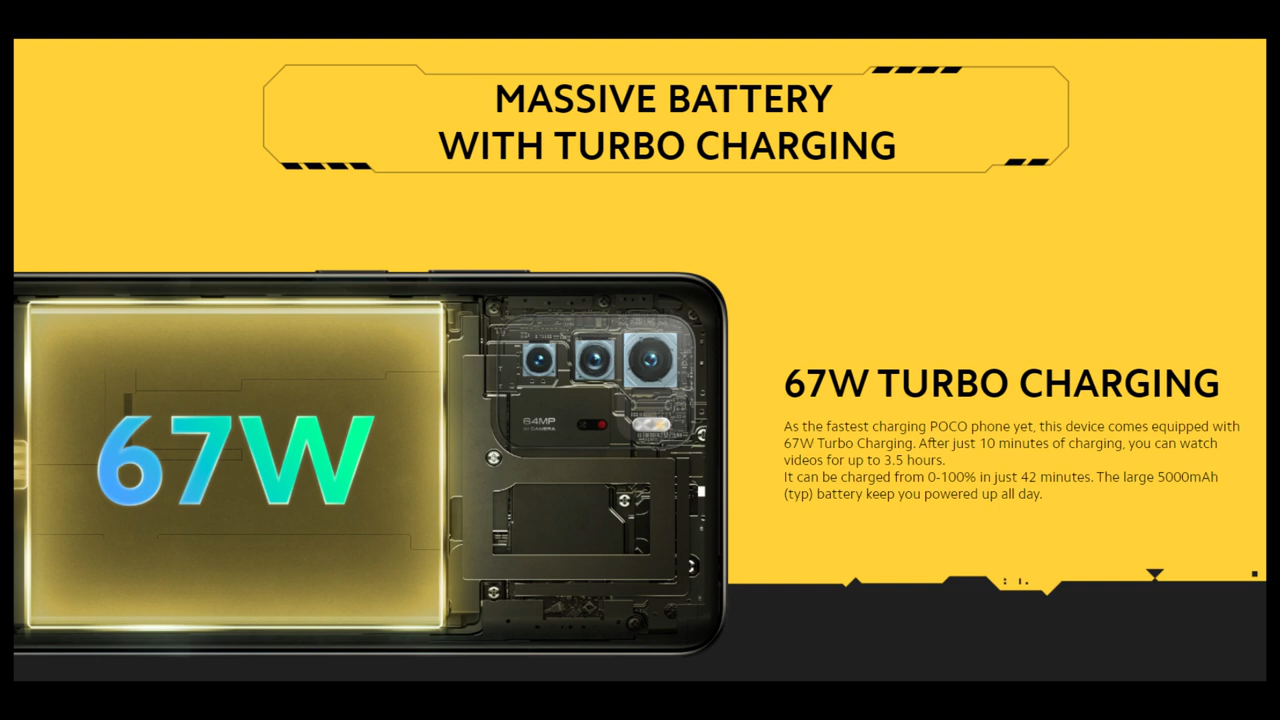 MASSIVE BATTERY
WITH TURBO CHARGING
67W
64MP
AI CAMERA
67W TURBO CHARGING
As the fastest charging POCO phone yet, this device comes equipped with
67W Turbo Charging. After just 10 minutes of charging, you can watch
videos for up to 3.5 hours.
It can be charged from 0-100% in just 42 minutes. The large 5000mAh
(typ) battery keep you powered up all day.